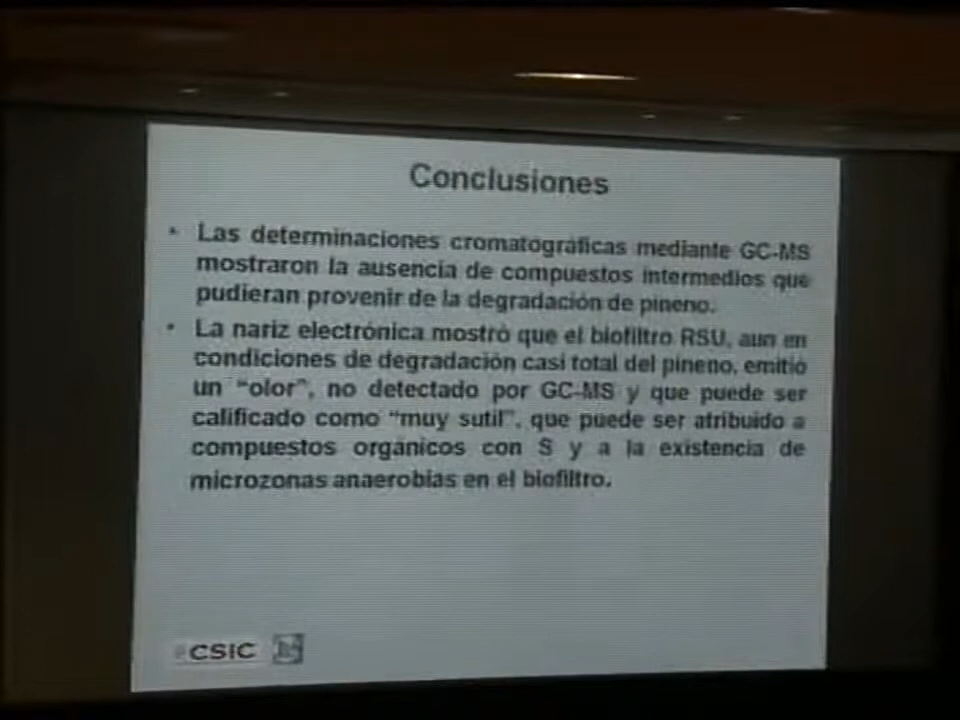 Conclusiones
• Las determinaciones cromatográficas mediante GC-MS
mostraron la ausencia de compuestos intermedios que
pudieran provenir de la degradación de pineno.
• La nariz electrónica mostró que el biofiltro RSU, aun en
condiciones de degradación casi total del pineno, emitió
un "olor", no detectado por GC-MS y que puede ser
calificado como "muy sutil", que puede ser atribuido a
compuestos orgánicos con S y a la existencia de
microzonas anaerobias en el biofiltro.
CSIC